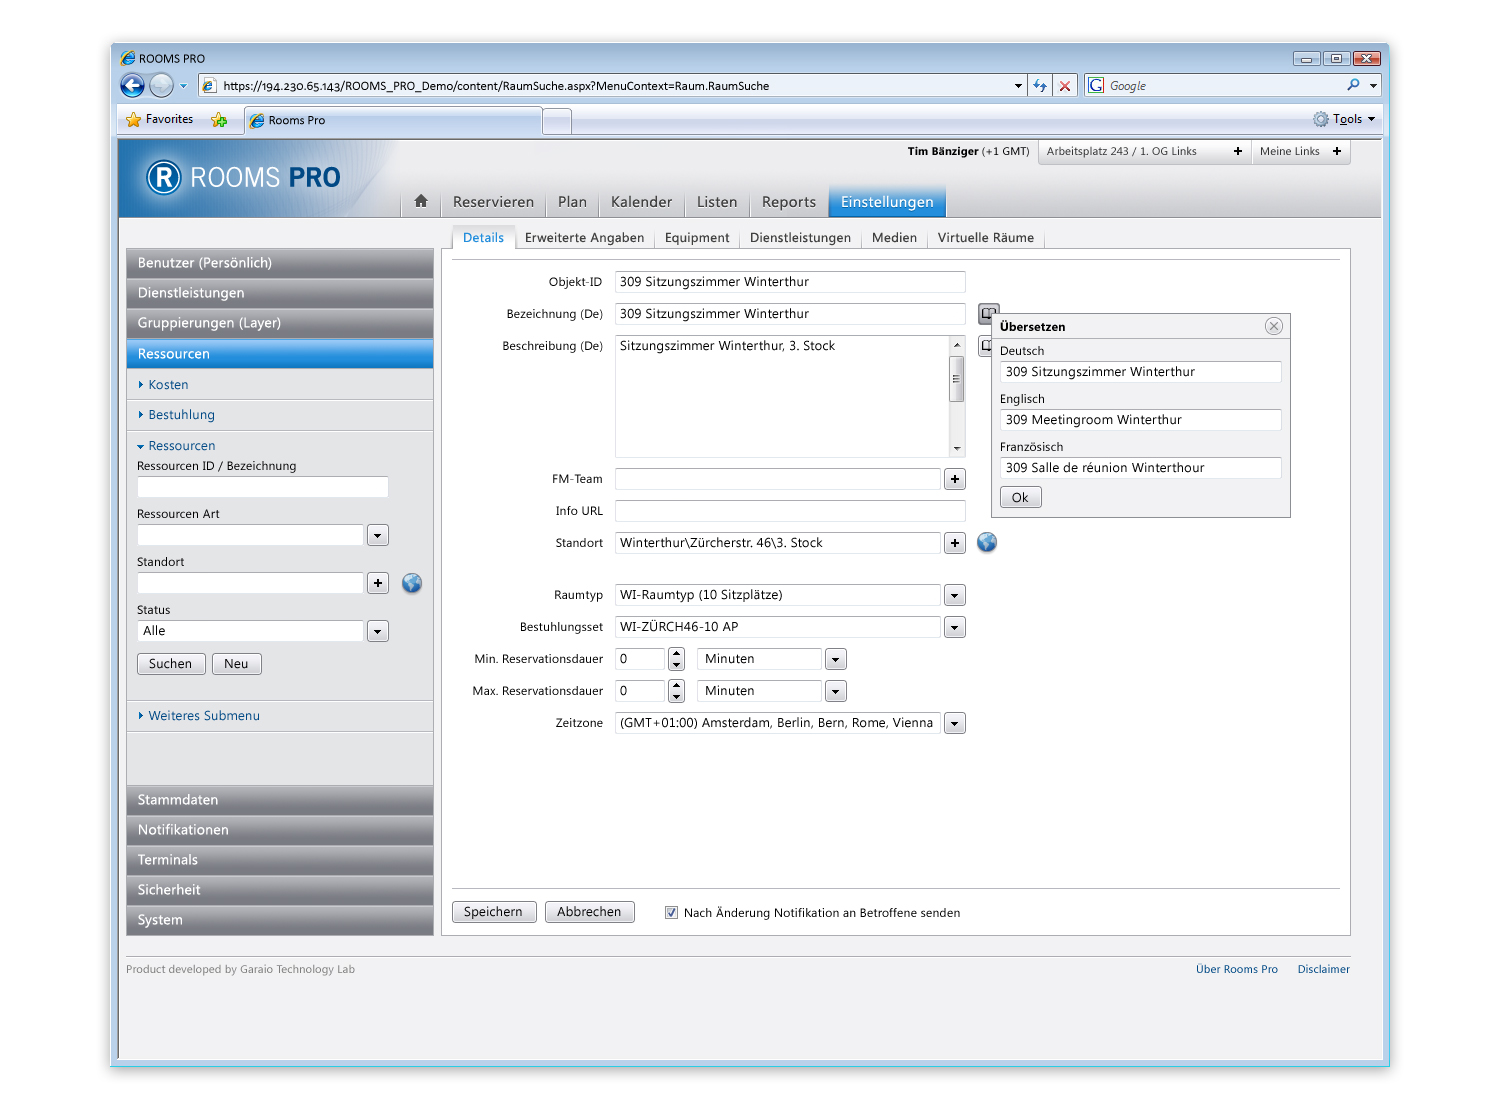 ROOMS PRO
https://194.230.65.143/ROOMS_PRO_Demo/content/RaumSuche.aspx?MenuContext=Raum.RaumSuche
G Google
Favorites
Rooms Pro
Tools
Tim Bänziger (+1 GMT)
Arbeitsplatz 243 / 1. OG Links +
Meine Links +
R ROOMS PRO
Reservieren
Plan
Kalender
Listen
Reports
Einstellungen
Details
Erweiterte Angaben
Equipment
Dienstleistungen
Medien
Virtuelle Räume
Benutzer (Persönlich)
Dienstleistungen
Gruppierungen (Layer)
Ressourcen
Kosten
Bestuhlung
Ressourcen
Ressourcen ID / Bezeichnung
Ressourcen Art
Standort
+
Status
Alle
Suchen
Neu
Weiteres Submenu
Stammdaten
Notifikationen
Terminals
Sicherheit
System
Objekt-ID
309 Sitzungszimmer Winterthur
Bezeichnung (De)
309 Sitzungszimmer Winterthur
Beschreibung (De)
Sitzungszimmer Winterthur, 3. Stock
FM-Team
+
Info URL
Standort
Winterthur\Zürcherstr. 46\3. Stock
+
Raumtyp
WI-Raumtyp (10 Sitzplätze)
Bestuhlungsset
WI-ZÜRCH46-10 AP
Min. Reservationsdauer
0
Minuten
Max. Reservationsdauer
0
Minuten
Zeitzone
(GMT+01:00) Amsterdam, Berlin, Bern, Rome, Vienna
Übersetzen
Deutsch
309 Sitzungszimmer Winterthur
Englisch
309 Meetingroom Winterthur
Französisch
309 Salle de réunion Winterthour
Ok
Speichern
Abbrechen
Nach Änderung Notifikation an Betroffene senden
Product developed by Garaio Technology Lab
Über Rooms Pro
Disclaimer